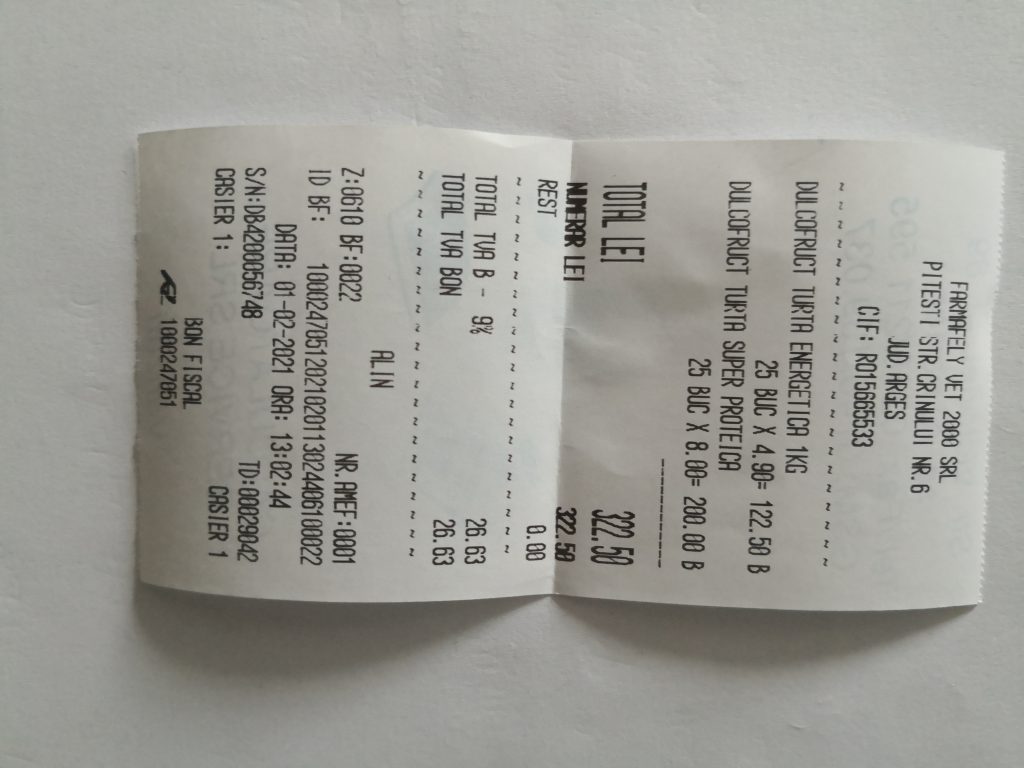 FARMAFELY VET 2000 SRL
PITESTI STR.CRINULUI NR.6
JUD.ARGES
CIF: RO15665533
~ ~ ~ ~ ~ ~ ~ ~ ~ ~ ~ ~ ~ ~ ~ ~ ~ ~ ~
DULCOFRUCT TURTA ENERGETICA 1KG
25 BUC X 4.90= 122.50 B
DULCOFRUCT TURTA SUPER PROTEICA
25 BUC X 8.00= 200.00 B
-----------
TOTAL LEI 322.50
NUMERAR LEI 322.50
REST 0.00
~ ~ ~ ~ ~ ~ ~ ~ ~ ~ ~ ~ ~ ~ ~ ~ ~ ~ ~
TOTAL TVA B - 9% 26.63
TOTAL TVA BON 26.63
~ ~ ~ ~ ~ ~ ~ ~ ~ ~ ~ ~ ~ ~ ~ ~ ~ ~ ~
ALIN
Z:0610 BF:0022 NR.AMEF:0001
ID BF: 1000247051202102011302440610​0022
DATA: 01-02-2021 ORA: 13:02:44
S/N:DB4200056748 TD:00029042
CASIER 1: CASIER 1
BON FISCAL
1000247051